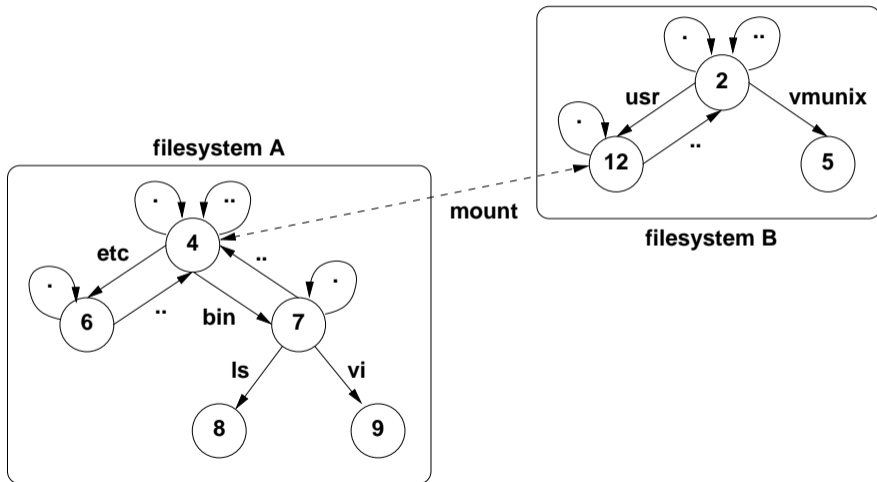 . ..
2
usr vmunix
.
12 .. 5
filesystem B
mount
filesystem A
. ..
4
etc ..
. .
6 .. bin 7
ls vi
8 9